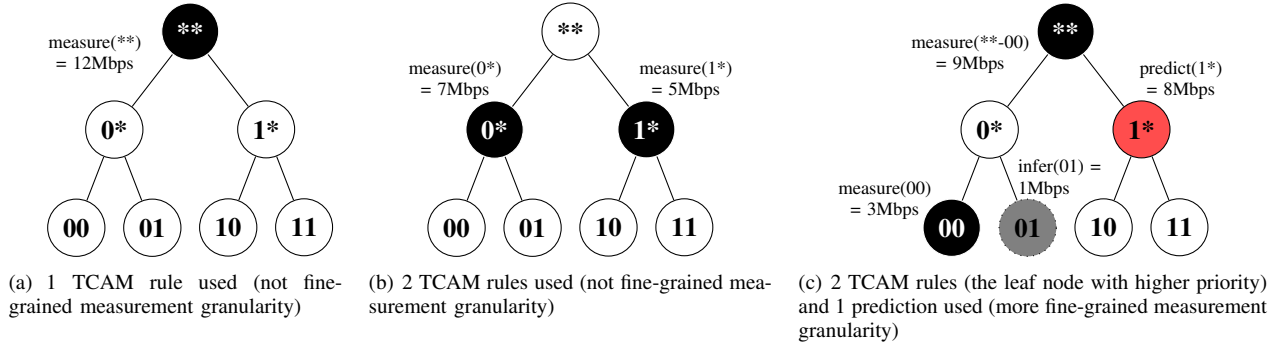 **
measure(**)
= 12Mbps
0*
1*
00
01
10
11
(a) 1 TCAM rule used (not fine-
grained measurement granularity)
**
measure(0*)
= 7Mbps
measure(1*)
= 5Mbps
0*
1*
00
01
10
11
(b) 2 TCAM rules used (not fine-grained mea-
surement granularity)
**
measure(**-00)
= 9Mbps
predict(1*)
= 8Mbps
0*
1*
infer(01) =
1Mbps
measure(00)
= 3Mbps
00
01
10
11
(c) 2 TCAM rules (the leaf node with higher priority)
and 1 prediction used (more fine-grained measurement
granularity)